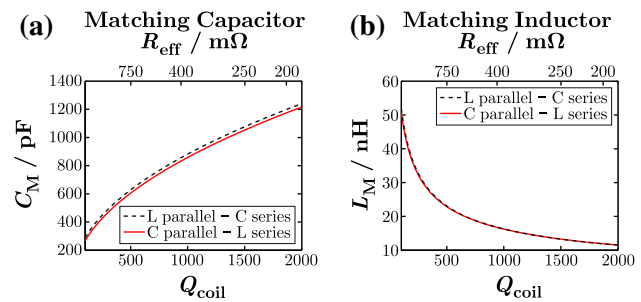 (a) Matching Capacitor
R_eff / mΩ
750 400 250 200
1400
1200
1000
800
600
400
200
C_M / pF
L parallel – C series
C parallel – L series
500 1000 1500 2000
Q_coil
(b) Matching Inductor
R_eff / mΩ
750 400 250 200
60
50
40
30
20
10
L_M / nH
L parallel – C series
C parallel – L series
500 1000 1500 2000
Q_coil